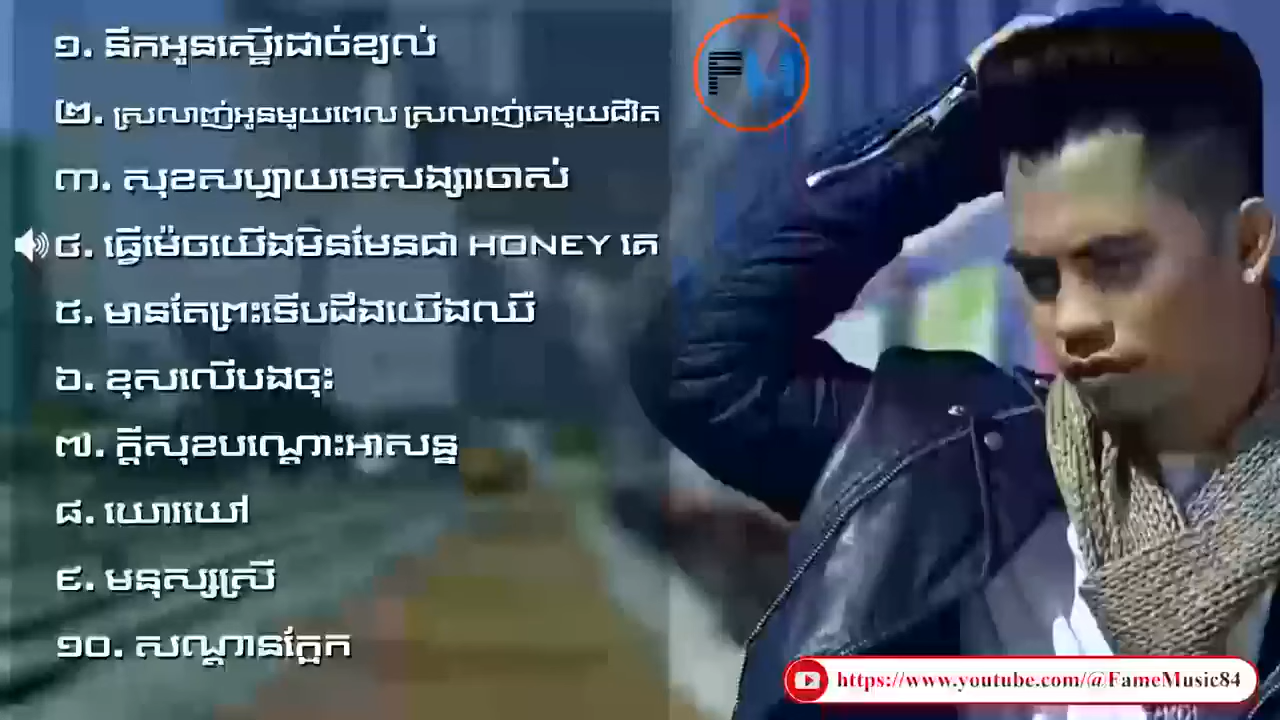 ១. នឹកអូនស្ទើរដាច់ខ្យល់
២. ស្រលាញ់អូនមួយពេល ស្រលាញ់គេមួយជីវិត
៣. សុខសប្បាយទេសង្សារចាស់
៤. ធ្វើម៉េចយើងមិនមែនជា HONEY គេ
៥. មានតែព្រះទើបដឹងយើងឈឺ
៦. ខុសលើបងចុះ
៧. ក្ដីសុខបណ្ដោះអាសន្ន
៨. យោរយៅ
៩. មនុស្សស្រី
១០. សណ្ដានក្អែក
FM
https://www.youtube.com/@FameMusic84